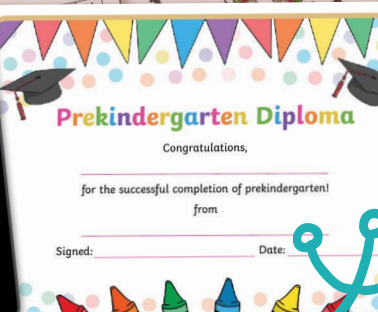 Prekindergarten Diploma
Congratulations,
for the successful completion of prekindergarten!
from
Signed: Date: